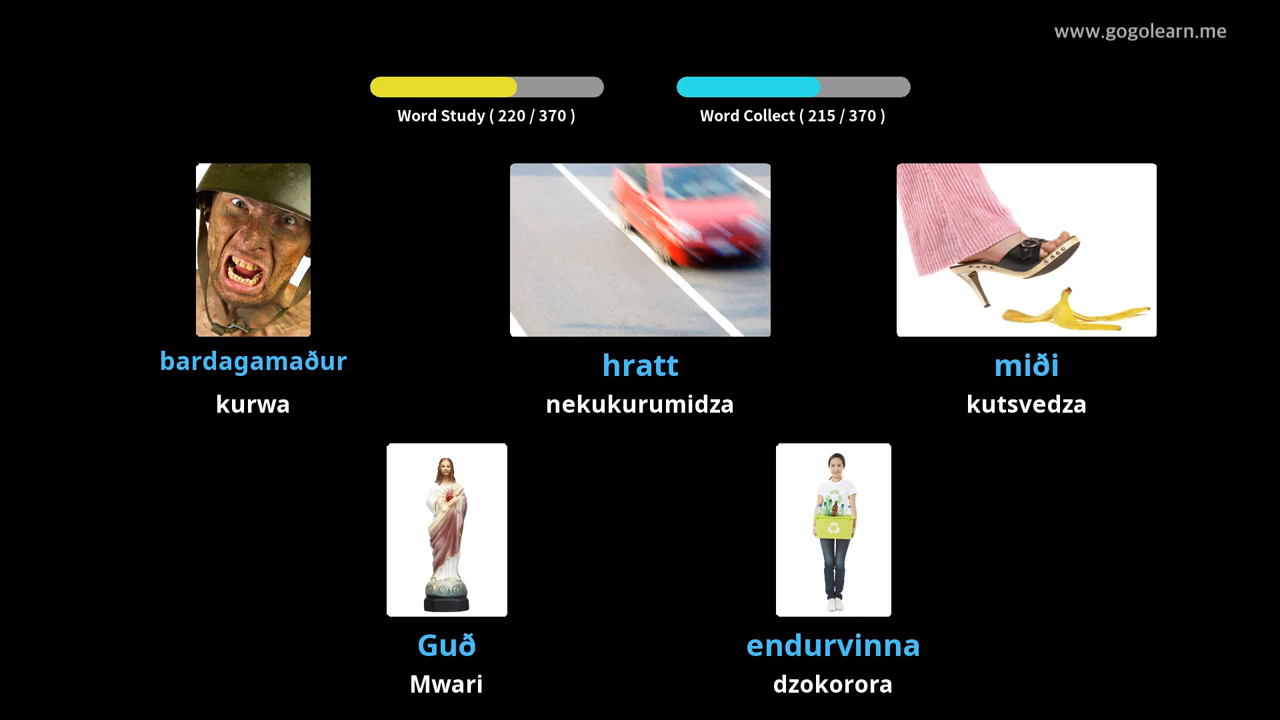 www.gogolearn.me
Word Study ( 220 / 370 )
Word Collect ( 215 / 370 )
bardagamaður
hratt
miði
kurwa
nekukurumidza
kutsvedza
Guð
endurvinna
Mwari
dzokorora